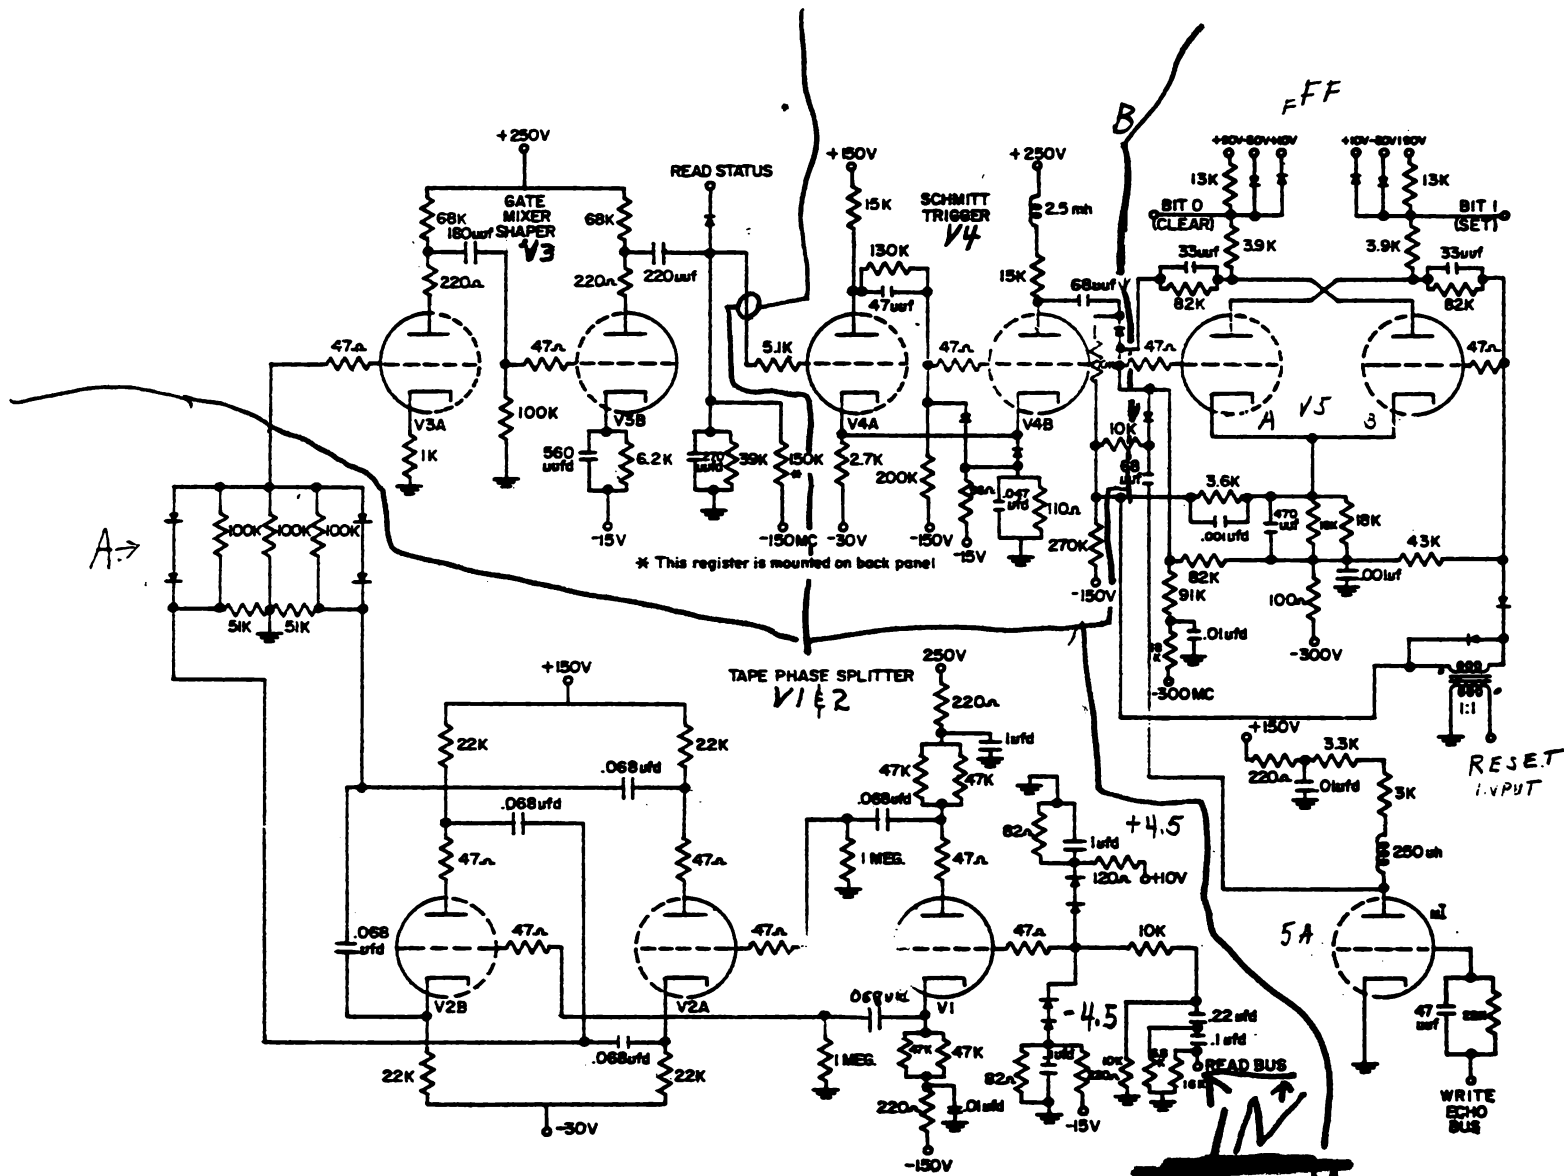 FFF
B
+250V
+150V
+250V
+10V
13K
13K
READ STATUS
GATE
MIXER
SHAPER
V3
68K
180uuf
68K
15K
SCHMITT
TRIGGER
V4
2.5mh
BIT 0
(CLEAR)
BIT 1
(SET)
3.9K
3.9K
220Ω
220Ω
220uuf
130K
47uuf
15K
68uuf
33uuf
82K
33uuf
82K
47Ω
47Ω
5.1K
47Ω
47Ω
47Ω
V3A
V3B
V4A
V4B
A
V5
B
100K
1K
560
uufd
6.2K
39K
150K
*
2.7K
200K
.047
ufd
110Ω
10K
68
uuf
3.6K
.001ufd
470
uuf
18K
A→
100K
100K
100K
51K
51K
-15V
-150MC
-30V
-150V
-15V
270K
-150V
82K
43K
.001uf
* This register is mounted on back panel
91K
100Ω
.01ufd
-300V
-300MC
1:1
RESET
INPUT
TAPE PHASE SPLITTER
V1 & 2
+150V
250V
220Ω
1ufd
22K
22K
47K
47K
.068ufd
.068ufd
.068ufd
+150V
3.3K
220Ω
.01ufd
3K
250uh
47Ω
47Ω
1 MEG.
47Ω
82Ω
1ufd
+4.5
120Ω
+10V
.068
ufd
47Ω
47Ω
47Ω
10K
5A
V2B
V2A
V1
.068ufd
-4.5
.22ufd
.1ufd
READ BUS
IN
47
uuf
WRITE
ECHO
BUS
.068ufd
1 MEG.
47K
47K
82Ω
10K
22K
22K
220Ω
.01ufd
-15V
-30V
-150V